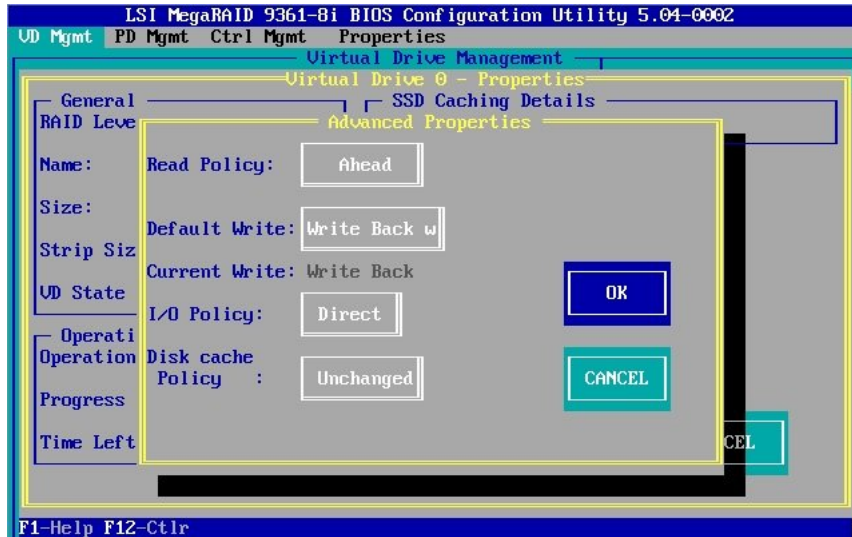 LSI MegaRAID 9361-8i BIOS Configuration Utility 5.04-0002
VD Mgmt PD Mgmt Ctrl Mgmt Properties
Virtual Drive Management
Virtual Drive 0 - Properties
General SSD Caching Details
RAID Leve
Advanced Properties
Name:
Read Policy: Ahead
Size:
Default Write: Write Back w
Strip Siz
Current Write: Write Back
VD State
OK
I/O Policy: Direct
Operati
Operation
Disk cache
Policy : Unchanged
CANCEL
Progress
Time Left
CEL
F1-Help F12-Ctlr